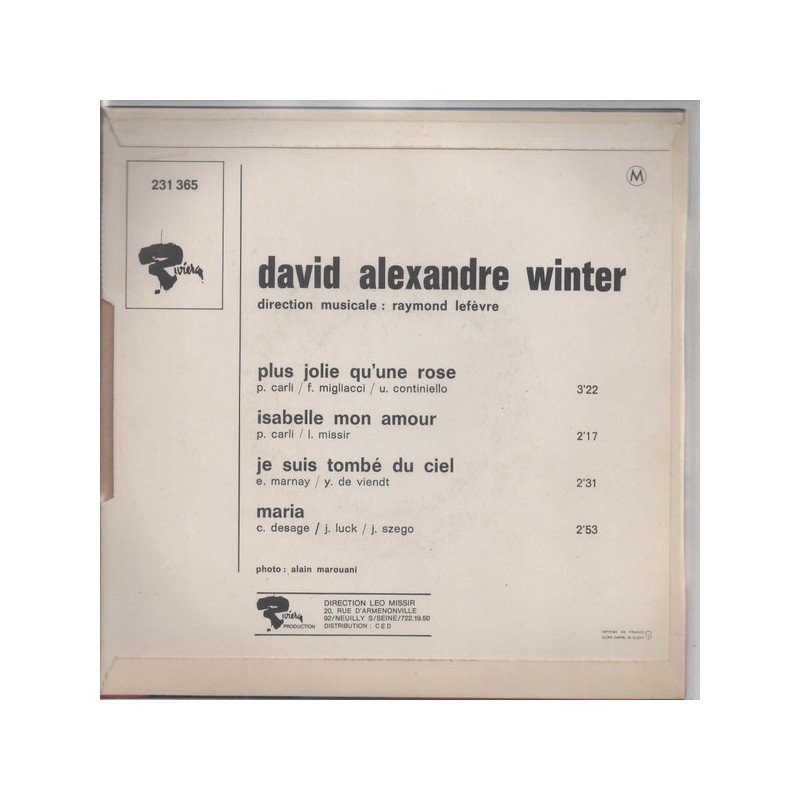 231 365
M
Riviera
david alexandre winter
direction musicale : raymond lefèvre
plus jolie qu'une rose
p. carli / f. migliacci / u. continiello 3'22
isabelle mon amour
p. carli / l. missir 2'17
je suis tombé du ciel
e. marnay / y. de viendt 2'31
maria
c. desage / j. luck / j. szego 2'53
photo : alain marouani
Riviera
PRODUCTION
DIRECTION LEO MISSIR
20, RUE D'ARMENONVILLE
92/NEUILLY S/SEINE/722.19.50
DISTRIBUTION : C E D
IMPRIMÉ EN FRANCE